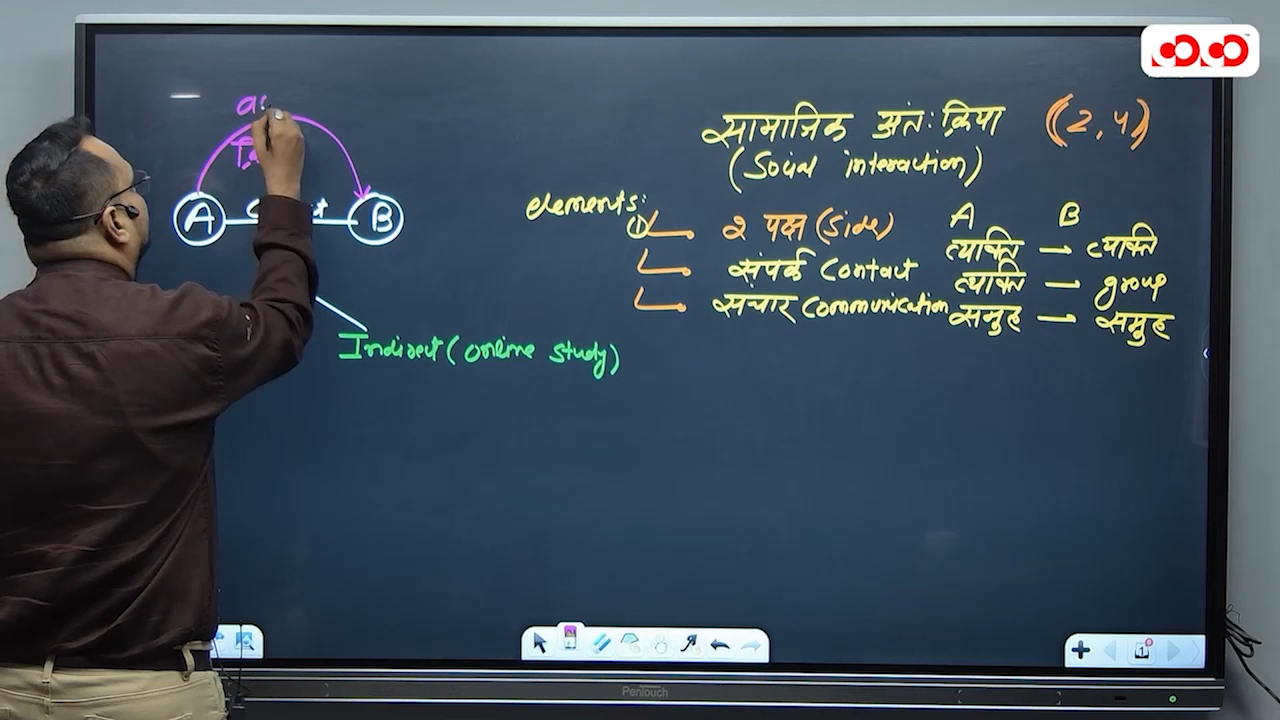 सामाजिक अंत: क्रिया ((2,4))
(Social interaction)
elements:
① 2 पक्ष (Side)
संपर्क Contact
संचार Communication
A B
व्यक्ति — व्यक्ति
व्यक्ति — group
समुह — समुह
A B
Indirect (online study)
PenTouch
1